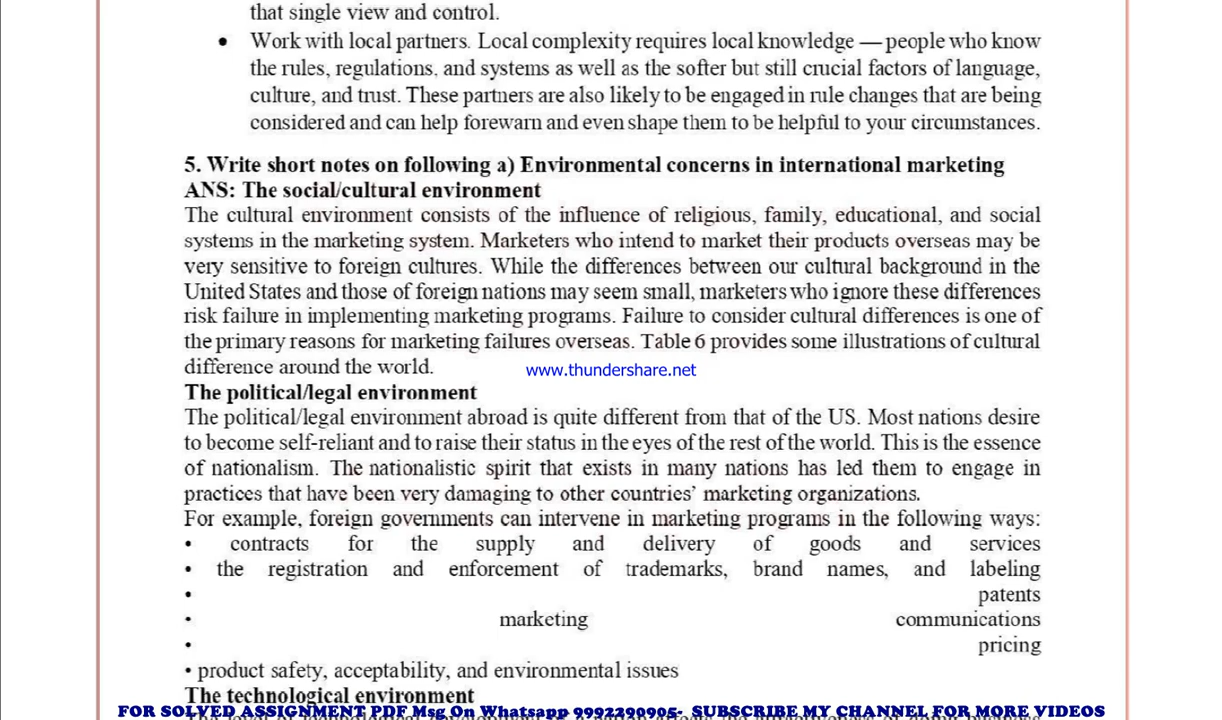 that single view and control.
• Work with local partners. Local complexity requires local knowledge — people who know
the rules, regulations, and systems as well as the softer but still crucial factors of language,
culture, and trust. These partners are also likely to be engaged in rule changes that are being
considered and can help forewarn and even shape them to be helpful to your circumstances.
5. Write short notes on following a) Environmental concerns in international marketing
ANS: The social/cultural environment
The cultural environment consists of the influence of religious, family, educational, and social
systems in the marketing system. Marketers who intend to market their products overseas may be
very sensitive to foreign cultures. While the differences between our cultural background in the
United States and those of foreign nations may seem small, marketers who ignore these differences
risk failure in implementing marketing programs. Failure to consider cultural differences is one of
the primary reasons for marketing failures overseas. Table 6 provides some illustrations of cultural
difference around the world.
www.thundershare.net
The political/legal environment
The political/legal environment abroad is quite different from that of the US. Most nations desire
to become self-reliant and to raise their status in the eyes of the rest of the world. This is the essence
of nationalism. The nationalistic spirit that exists in many nations has led them to engage in
practices that have been very damaging to other countries' marketing organizations.
For example, foreign governments can intervene in marketing programs in the following ways:
• contracts for the supply and delivery of goods and services
• the registration and enforcement of trademarks, brand names, and labeling
• patents
• marketing communications
• pricing
• product safety, acceptability, and environmental issues
The technological environment
FOR SOLVED ASSIGNMENT PDF Msg On Whatsapp 9992290905- SUBSCRIBE MY CHANNEL FOR MORE VIDEOS